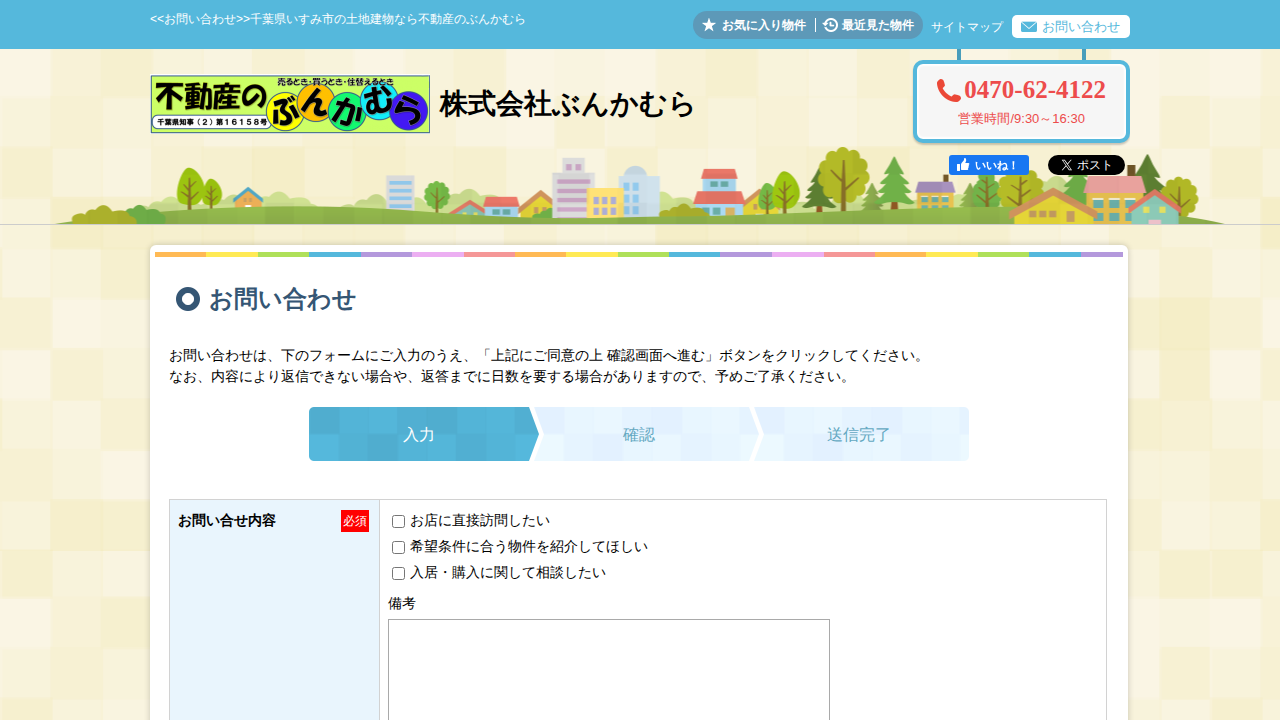 <<お問い合わせ>>千葉県いすみ市の土地建物なら不動産のぶんかむら
お気に入り物件
最近見た物件
サイトマップ
お問い合わせ
売るとき・買うとき・住替えるとき
不動産の
ぶんかむら
千葉県知事（２）第１６１５８号
株式会社ぶんかむら
0470-62-4122
営業時間/9:30～16:30
いいね！
ポスト
お問い合わせ
お問い合わせは、下のフォームにご入力のうえ、「上記にご同意の上 確認画面へ進む」ボタンをクリックしてください。
なお、内容により返信できない場合や、返答までに日数を要する場合がありますので、予めご了承ください。
入力
確認
送信完了
お問い合せ内容
必須
お店に直接訪問したい
希望条件に合う物件を紹介してほしい
入居・購入に関して相談したい
備考